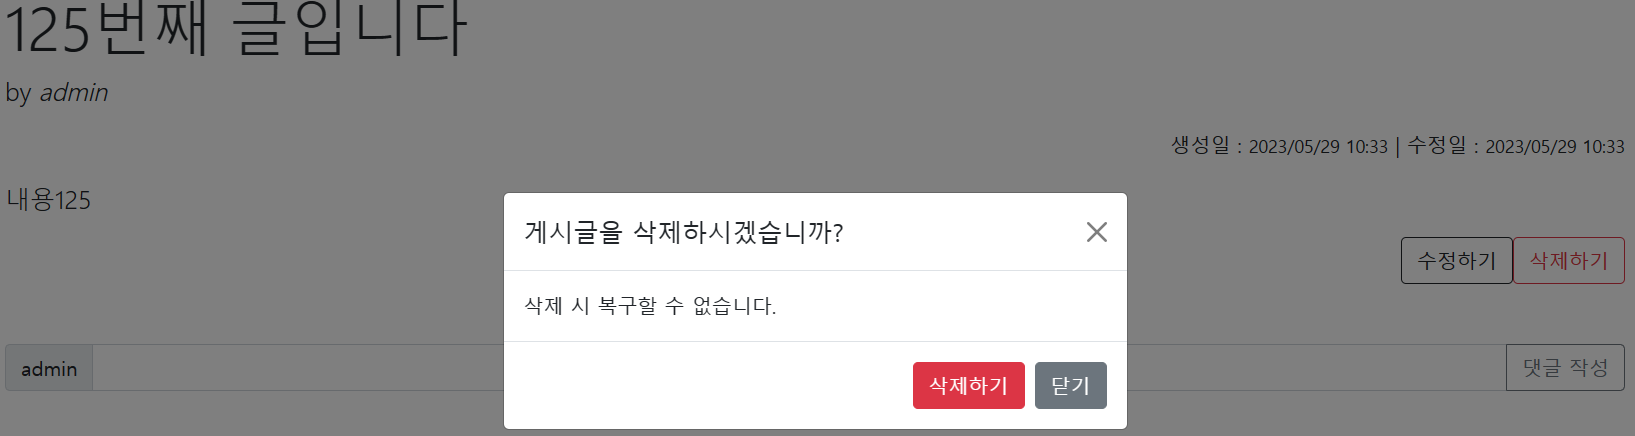 125번째 글입니다
by admin
생성일 : 2023/05/29 10:33 | 수정일 : 2023/05/29 10:33
내용125
수정하기 삭제하기
게시글을 삭제하시겠습니까?
삭제 시 복구할 수 없습니다.
삭제하기 닫기
admin 댓글 작성